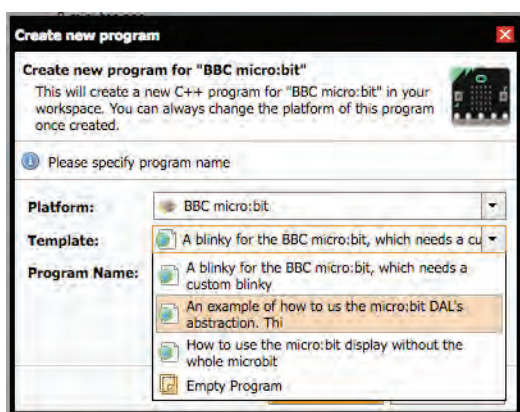 Create new program
Create new program for "BBC micro:bit"
This will create a new C++ program for "BBC micro:bit" in your
workspace. You can always change the platform of this program
once created.
Please specify program name
Platform:
BBC micro:bit
Template:
A blinky for the BBC micro:bit, which needs a cu
Program Name:
A blinky for the BBC micro:bit, which needs a
custom blinky
An example of how to us the micro:bit DAL's
abstraction. Thi
How to use the micro:bit display without the
whole microbit
Empty Program